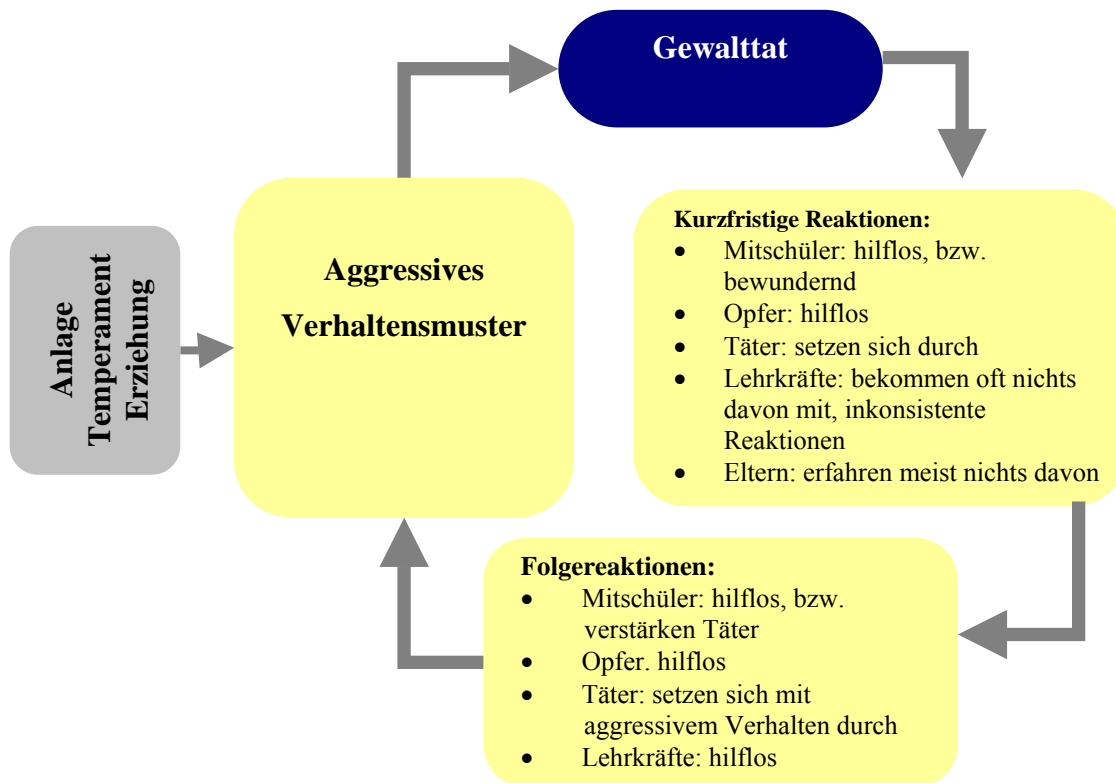 Gewalttat
Anlage
Temperament
Erziehung
Aggressives
Verhaltensmuster
Kurzfristige Reaktionen:
• Mitschüler: hilflos, bzw.
bewundernd
• Opfer: hilflos
• Täter: setzen sich durch
• Lehrkräfte: bekommen oft nichts
davon mit, inkonsistente
Reaktionen
• Eltern: erfahren meist nichts davon
Folgereaktionen:
• Mitschüler: hilflos, bzw.
verstärken Täter
• Opfer. hilflos
• Täter: setzen sich mit
aggressivem Verhalten durch
• Lehrkräfte: hilflos